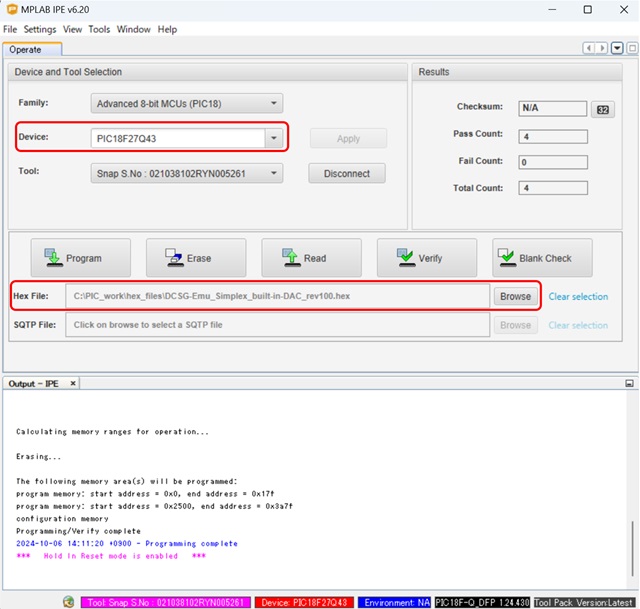 MPLAB IPE v6.20
File Settings View Tools Window Help
Operate
Device and Tool Selection
Family: Advanced 8-bit MCUs (PIC18)
Device: PIC18F27Q43 Apply
Tool: Snap S.No : 021038102RYN005261 Disconnect
Results
Checksum: N/A 32
Pass Count: 4
Fail Count: 0
Total Count: 4
Program Erase Read Verify Blank Check
Hex File: C:\PIC_work\hex_files\DCSG-Emu_Simplex_built-in-DAC_rev100.hex Browse Clear selection
SQTP File: Click on browse to select a SQTP file Browse Clear selection
Output - IPE ×
Calculating memory ranges for operation...
Erasing...
The following memory area(s) will be programmed:
program memory: start address = 0x0, end address = 0x17f
program memory: start address = 0x2500, end address = 0x3a7f
configuration memory
Programming/Verify complete
2024-10-06 14:11:20 +0900 - Programming complete
*** Hold In Reset mode is enabled ***
Tool: Snap S.No : 021038102RYN005261 Device: PIC18F27Q43 Environment: NA PIC18F-Q_DFP 1.24.430 Tool Pack Version:Latest